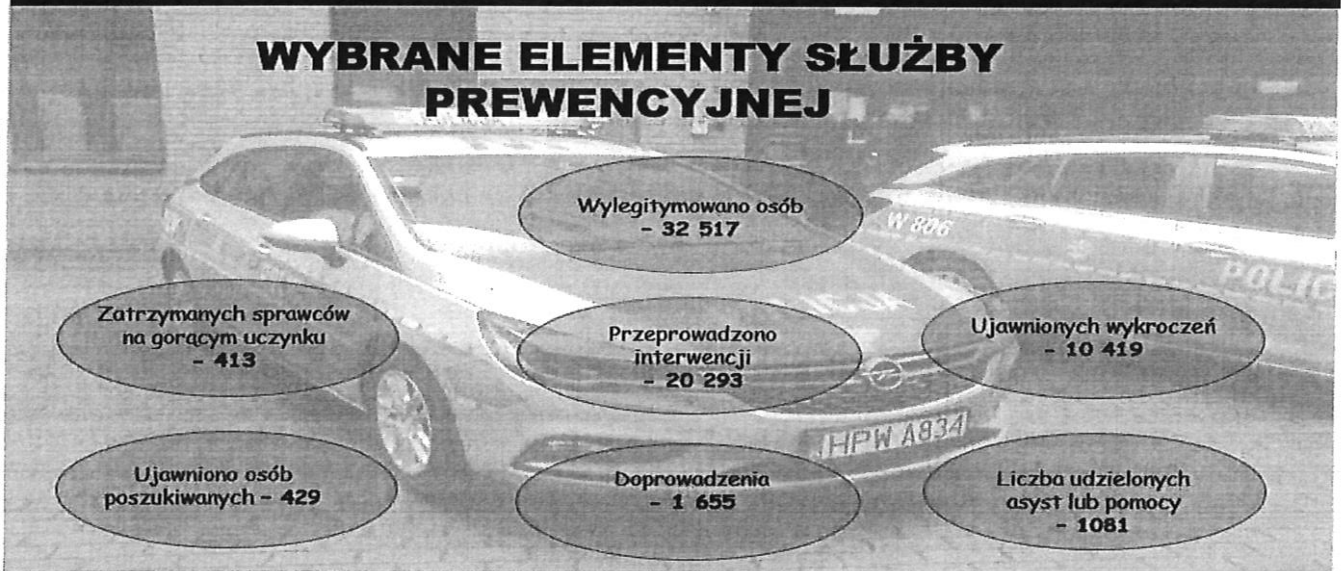 WYBRANE ELEMENTY SŁUŻBY
PREWENCYJNEJ
Wylegitymowano osób
– 32 517
Zatrzymanych sprawców
na gorącym uczynku
– 413
Przeprowadzono
interwencji
– 20 293
Ujawnionych wykroczeń
– 10 419
Ujawniono osób
poszukiwanych – 429
Doprowadzenia
– 1 655
Liczba udzielonych
asyst lub pomocy
– 1081
W 806
POLIC
HPW A834